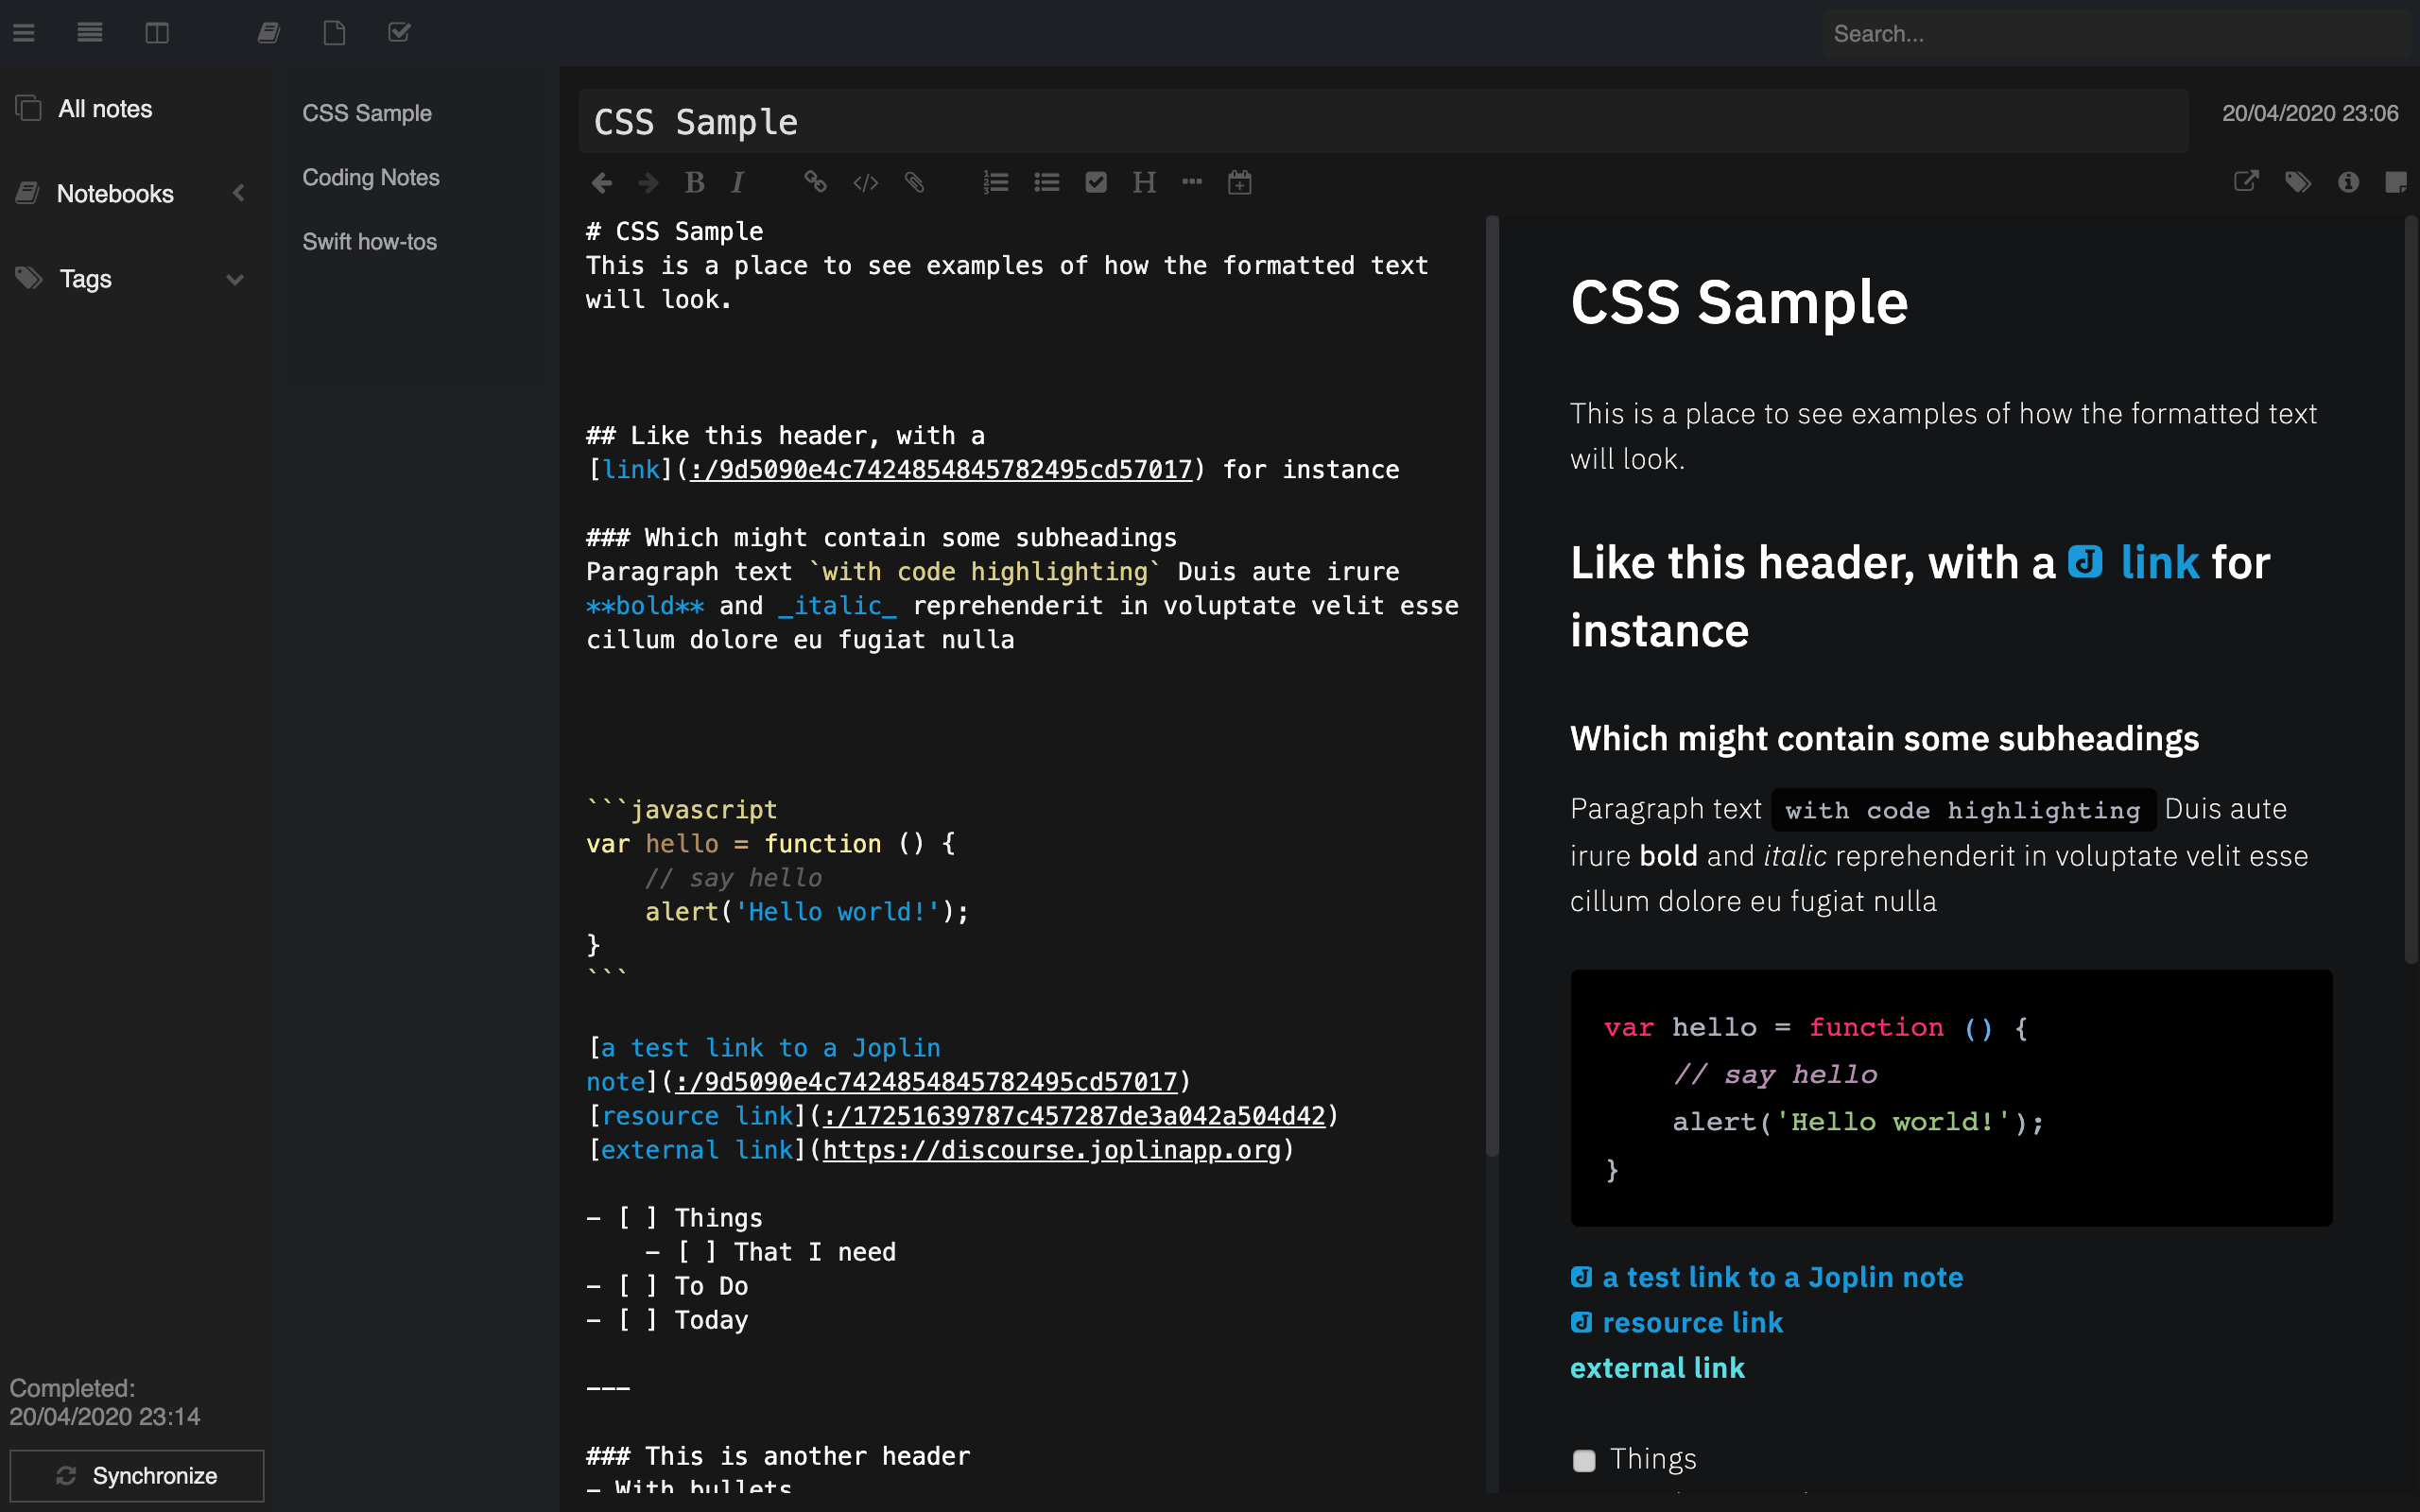 Search...
All notes
Notebooks
Tags
CSS Sample
Coding Notes
Swift how-tos
CSS Sample
20/04/2020 23:06
# CSS Sample
This is a place to see examples of how the formatted text
will look.
## Like this header, with a
[link](:/9d5090e4c7424854845782495cd57017) for instance
### Which might contain some subheadings
Paragraph text `with code highlighting` Duis aute irure
**bold** and _italic_ reprehenderit in voluptate velit esse
cillum dolore eu fugiat nulla
```javascript
var hello = function () {
    // say hello
    alert('Hello world!');
}
```
[a test link to a Joplin
note](:/9d5090e4c7424854845782495cd57017)
[resource link](:/17251639787c457287de3a042a504d42)
[external link](https://discourse.joplinapp.org)
- [ ] Things
    - [ ] That I need
- [ ] To Do
- [ ] Today
---
### This is another header
- With bullets
CSS Sample
This is a place to see examples of how the formatted text
will look.
Like this header, with a link for
instance
Which might contain some subheadings
Paragraph text with code highlighting Duis aute
irure bold and italic reprehenderit in voluptate velit esse
cillum dolore eu fugiat nulla
var hello = function () {
    // say hello
    alert('Hello world!');
}
a test link to a Joplin note
resource link
external link
Things
Completed:
20/04/2020 23:14
Synchronize